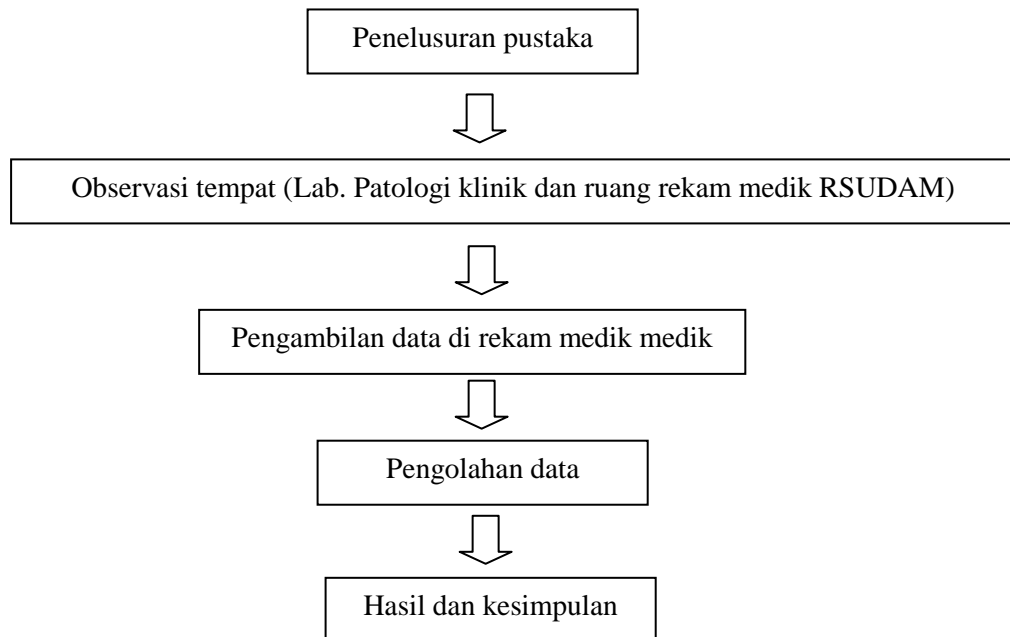 Penelusuran pustaka
Observasi tempat (Lab. Patologi klinik dan ruang rekam medik RSUDAM)
Pengambilan data di rekam medik medik
Pengolahan data
Hasil dan kesimpulan